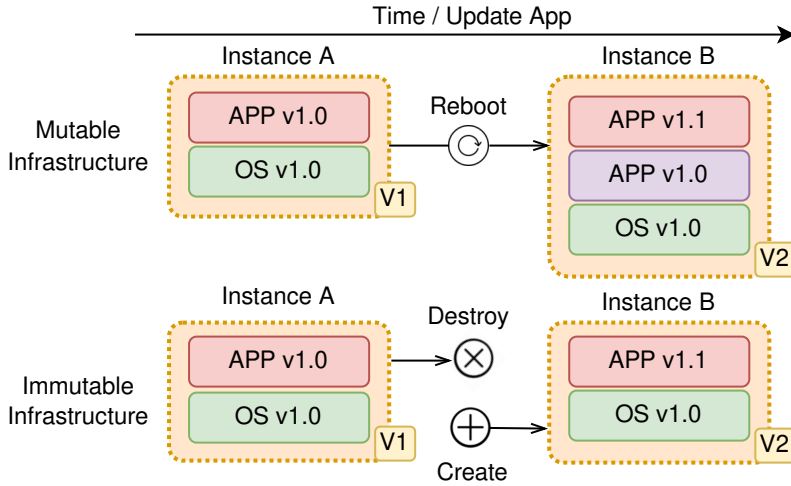 Time / Update App
Instance A
Instance B
Mutable
Infrastructure
APP v1.0
OS v1.0
V1
Reboot
APP v1.1
APP v1.0
OS v1.0
V2
Instance A
Instance B
Immutable
Infrastructure
APP v1.0
OS v1.0
V1
Destroy
Create
APP v1.1
OS v1.0
V2